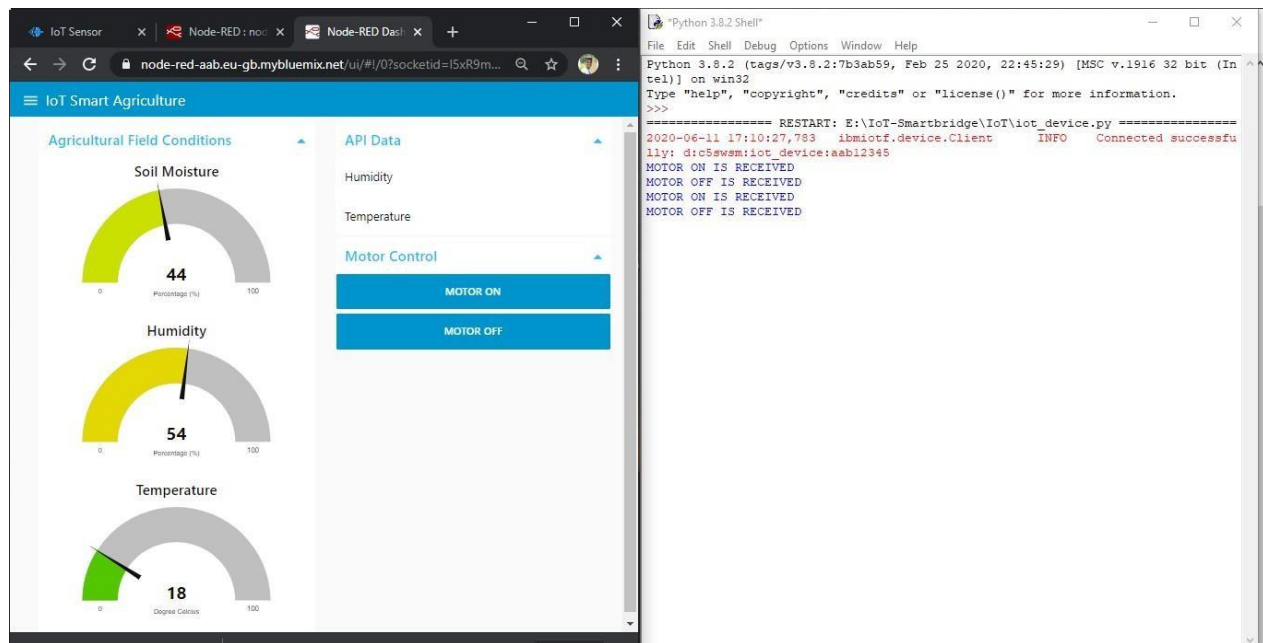 IoT Sensor
Node-RED : nod
Node-RED Dash
node-red-aab.eu-gb.mybluemix.net/ui/#!/0?socketid=I5xR9m...
IoT Smart Agriculture
Agricultural Field Conditions
Soil Moisture
44
0
Percentage (%)
100
Humidity
54
0
Percentage (%)
100
Temperature
18
0
Degree Celcius
100
API Data
Humidity
Temperature
Motor Control
MOTOR ON
MOTOR OFF
*Python 3.8.2 Shell*
File Edit Shell Debug Options Window Help
Python 3.8.2 (tags/v3.8.2:7b3ab59, Feb 25 2020, 22:45:29) [MSC v.1916 32 bit (In
tel)] on win32
Type "help", "copyright", "credits" or "license()" for more information.
>>>
================= RESTART: E:\IoT-Smartbridge\IoT\iot_device.py ================
2020-06-11 17:10:27,783 ibmiotf.device.Client INFO Connected successfu
lly: d:c5swsm:iot_device:aab12345
MOTOR ON IS RECEIVED
MOTOR OFF IS RECEIVED
MOTOR ON IS RECEIVED
MOTOR OFF IS RECEIVED